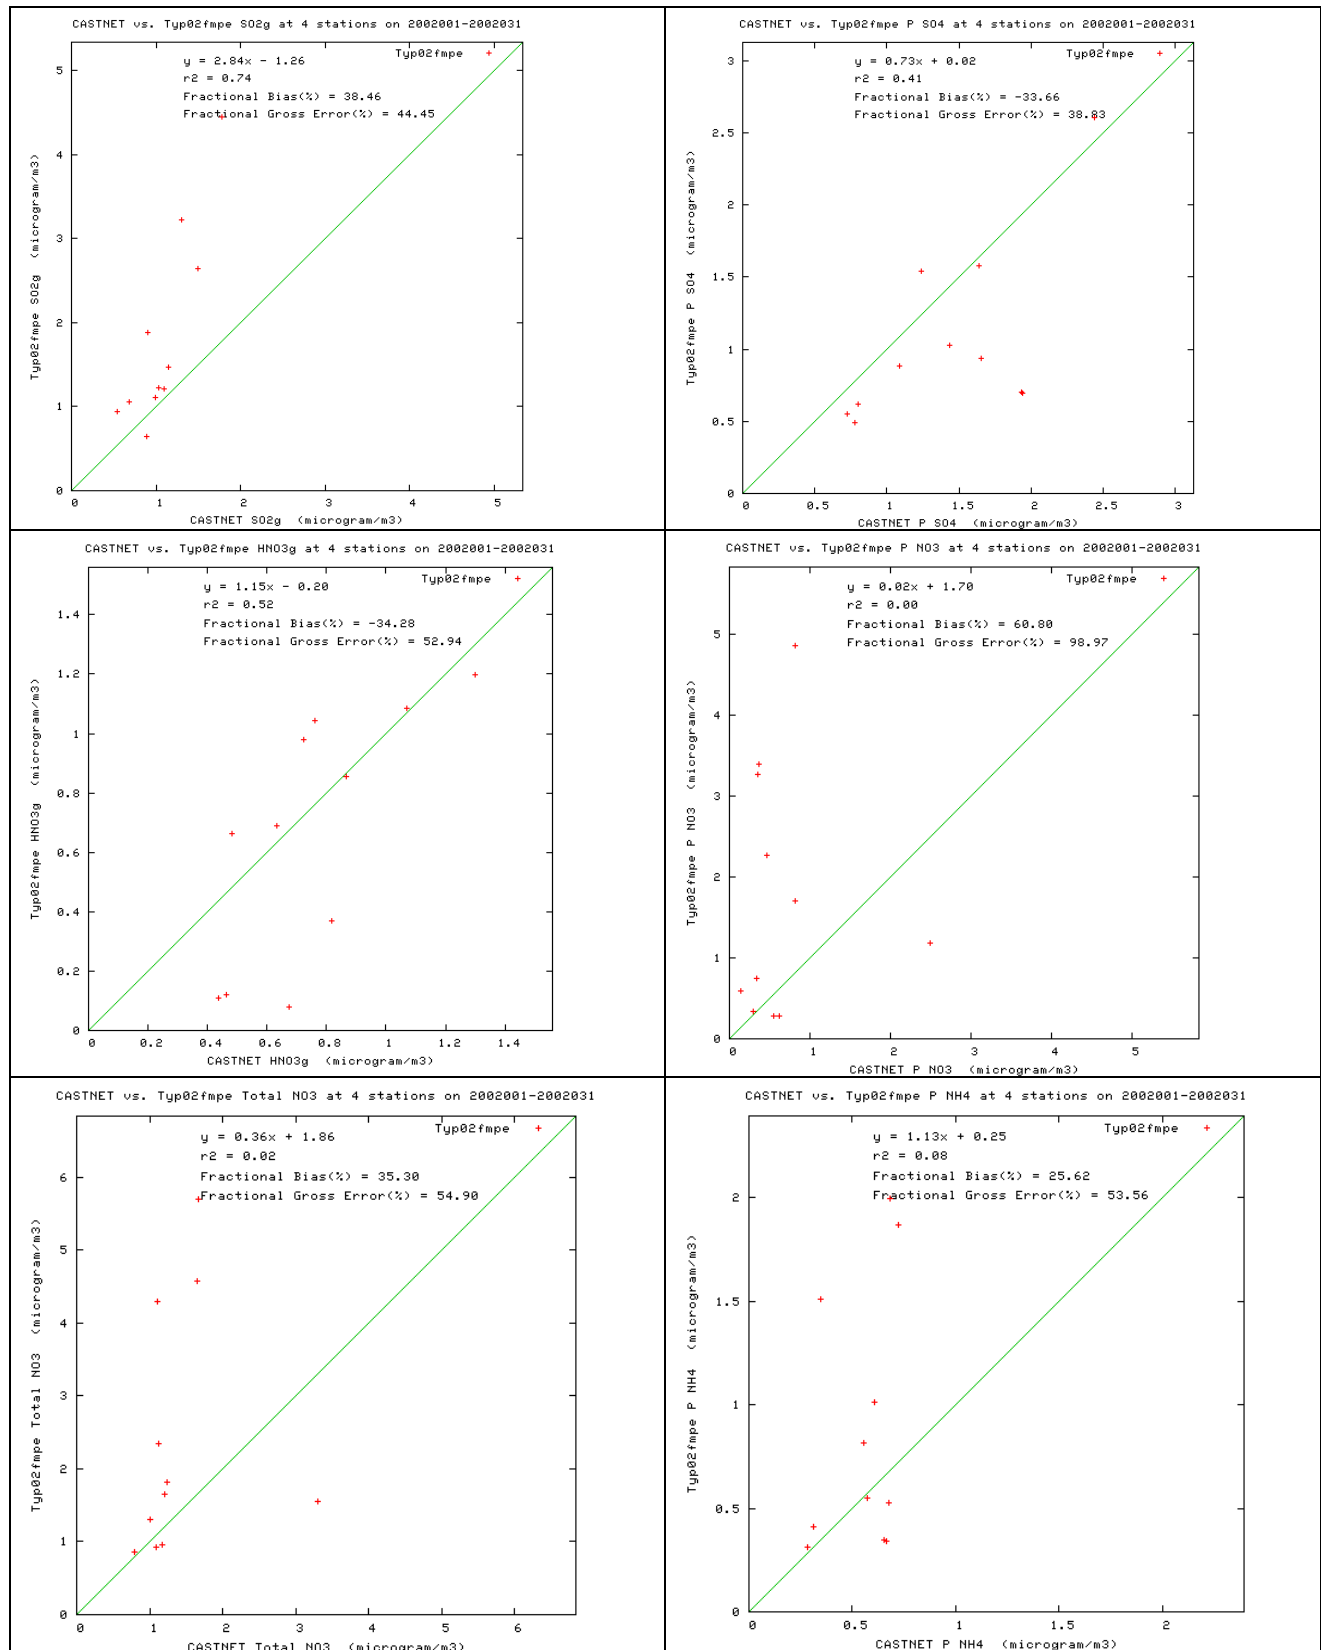 CASTNET vs. Typ02fmpe SO2g at 4 stations on 2002001-2002031
Typ02fmpe
y = 2.84x - 1.26
r2 = 0.74
Fractional Bias(%) = 38.46
Fractional Gross Error(%) = 44.45
5
4
3
2
1
0
Typ02fmpe SO2g (microgram/m3)
1 2 3 4 5
CASTNET SO2g (microgram/m3)
CASTNET vs. Typ02fmpe P SO4 at 4 stations on 2002001-2002031
Typ02fmpe
y = 0.73x + 0.02
r2 = 0.41
Fractional Bias(%) = -33.66
Fractional Gross Error(%) = 38.83
3
2.5
2
1.5
1
0.5
0
Typ02fmpe P SO4 (microgram/m3)
0 0.5 1 1.5 2 2.5 3
CASTNET P SO4 (microgram/m3)
CASTNET vs. Typ02fmpe HNO3g at 4 stations on 2002001-2002031
Typ02fmpe
y = 1.15x - 0.20
r2 = 0.52
Fractional Bias(%) = -34.28
Fractional Gross Error(%) = 52.94
1.4
1.2
1
0.8
0.6
0.4
0.2
0
Typ02fmpe HNO3g (microgram/m3)
0 0.2 0.4 0.6 0.8 1 1.2 1.4
CASTNET HNO3g (microgram/m3)
CASTNET vs. Typ02fmpe P NO3 at 4 stations on 2002001-2002031
Typ02fmpe
y = 0.02x + 1.70
r2 = 0.00
Fractional Bias(%) = 60.80
Fractional Gross Error(%) = 98.97
5
4
3
2
1
0
Typ02fmpe P NO3 (microgram/m3)
0 1 2 3 4 5
CASTNET P NO3 (microgram/m3)
CASTNET vs. Typ02fmpe Total NO3 at 4 stations on 2002001-2002031
Typ02fmpe
y = 0.36x + 1.86
r2 = 0.02
Fractional Bias(%) = 35.30
Fractional Gross Error(%) = 54.90
6
5
4
3
2
1
0
Typ02fmpe Total NO3 (microgram/m3)
0 1 2 3 4 5 6
CASTNET Total NO3 (microgram/m3)
CASTNET vs. Typ02fmpe P NH4 at 4 stations on 2002001-2002031
Typ02fmpe
y = 1.13x + 0.25
r2 = 0.08
Fractional Bias(%) = 25.62
Fractional Gross Error(%) = 53.56
2
1.5
1
0.5
0
Typ02fmpe P NH4 (microgram/m3)
0 0.5 1 1.5 2
CASTNET P NH4 (microgram/m3)